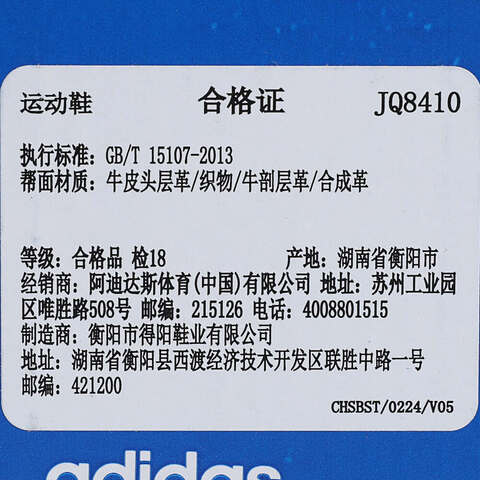 运动鞋 合格证 JQ8410
执行标准：GB/T 15107-2013
帮面材质：牛皮头层革/织物/牛剖层革/合成革
等级：合格品 检18 产地：湖南省衡阳市
经销商：阿迪达斯体育(中国)有限公司 地址：苏州工业园
区唯胜路508号 邮编：215126 电话：4008801515
制造商：衡阳市得阳鞋业有限公司
地址：湖南省衡阳县西渡经济技术开发区联胜中路一号
邮编：421200
CHSBST/0224/V05
adidas